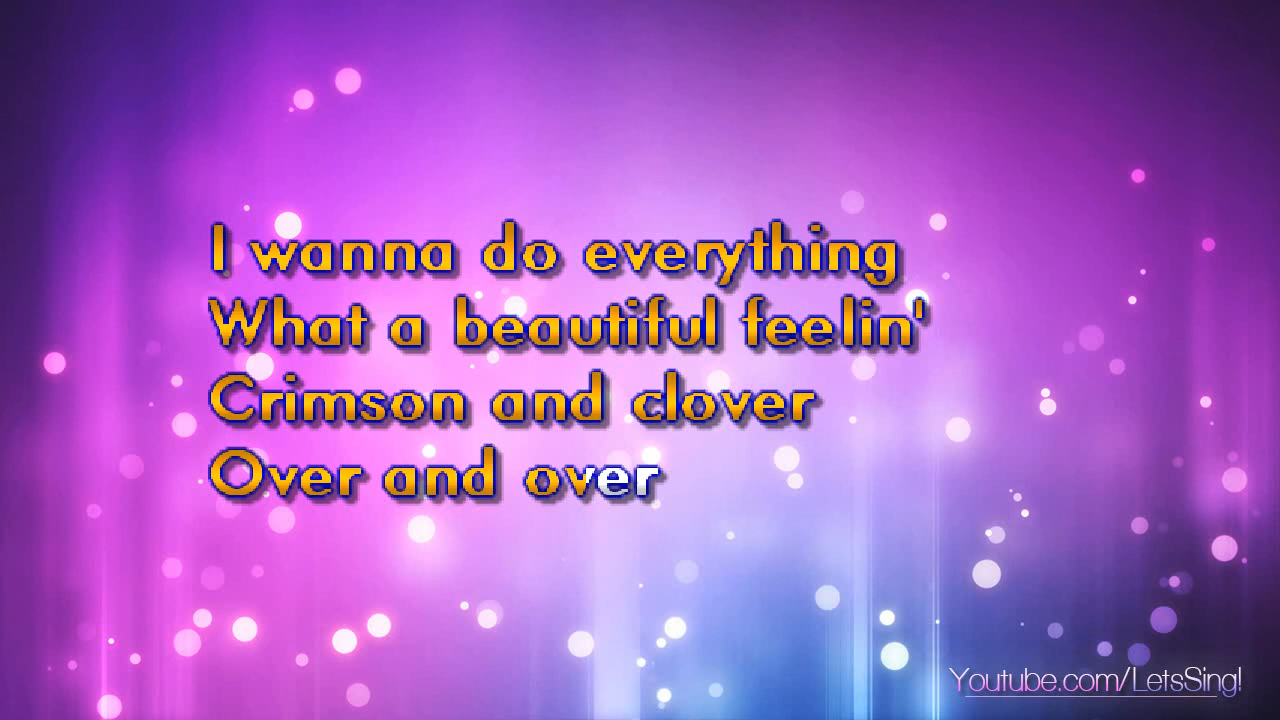 I wanna do everything
What a beautiful feelin'
Crimson and clover
Over and over
Youtube.com/LetsSing!